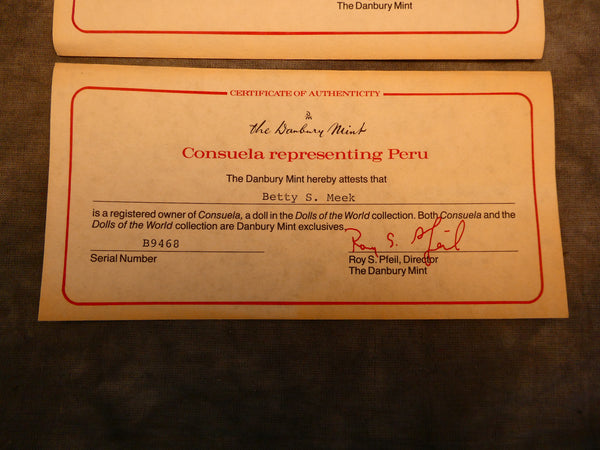 The Danbury Mint
CERTIFICATE OF AUTHENTICITY
the Danbury Mint
Consuela representing Peru
The Danbury Mint hereby attests that
Betty S. Meek
is a registered owner of Consuela, a doll in the Dolls of the World collection. Both Consuela and the
Dolls of the World collection are Danbury Mint exclusives.
Roy S. Pfeil
B9468
Serial Number
Roy S. Pfeil, Director
The Danbury Mint